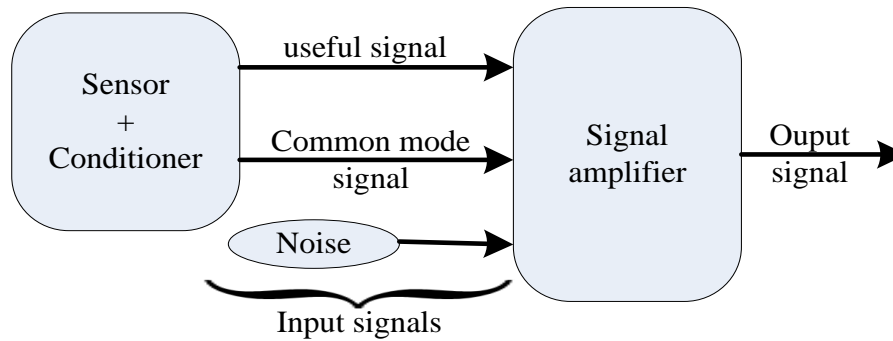 Sensor
+
Conditioner
useful signal
Common mode
signal
Noise
Input signals
Signal
amplifier
Ouput
signal